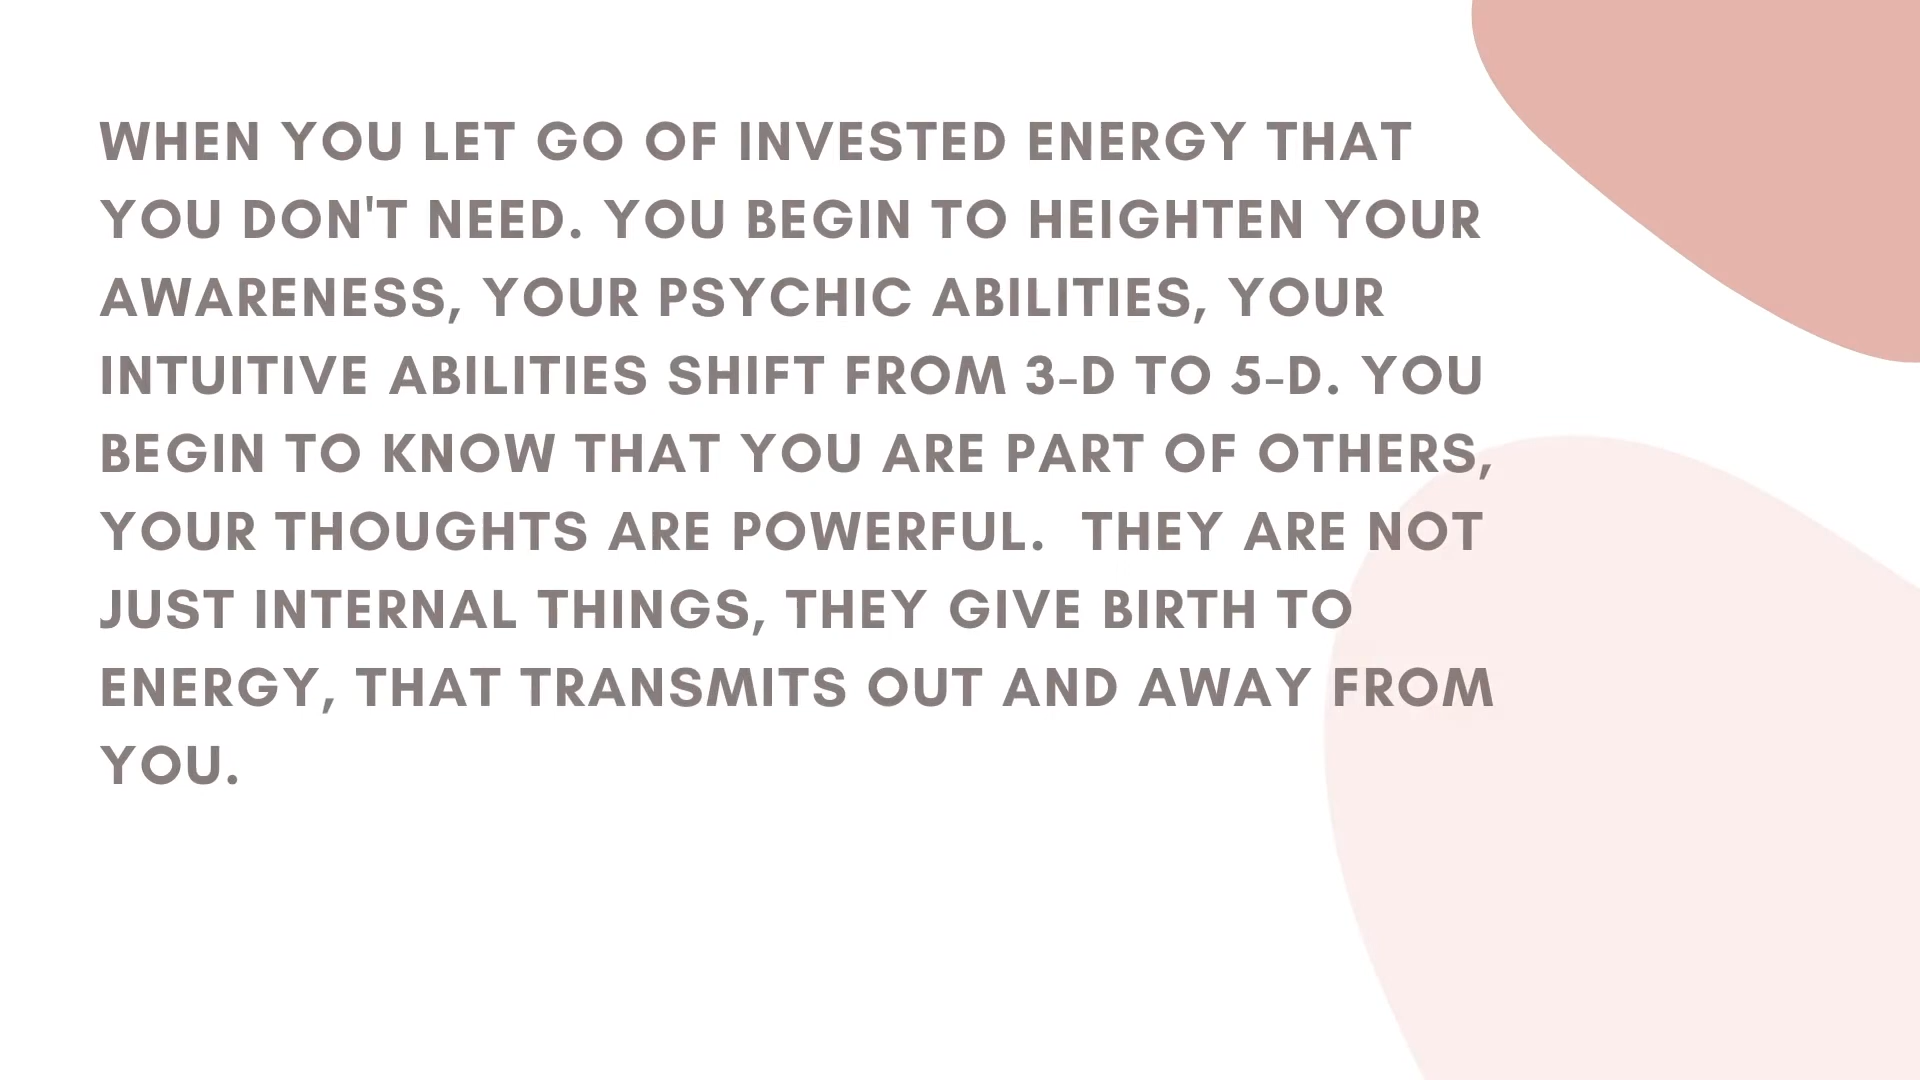 WHEN YOU LET GO OF INVESTED ENERGY THAT
YOU DON'T NEED. YOU BEGIN TO HEIGHTEN YOUR
AWARENESS, YOUR PSYCHIC ABILITIES, YOUR
INTUITIVE ABILITIES SHIFT FROM 3-D TO 5-D. YOU
BEGIN TO KNOW THAT YOU ARE PART OF OTHERS,
YOUR THOUGHTS ARE POWERFUL.  THEY ARE NOT
JUST INTERNAL THINGS, THEY GIVE BIRTH TO
ENERGY, THAT TRANSMITS OUT AND AWAY FROM
YOU.